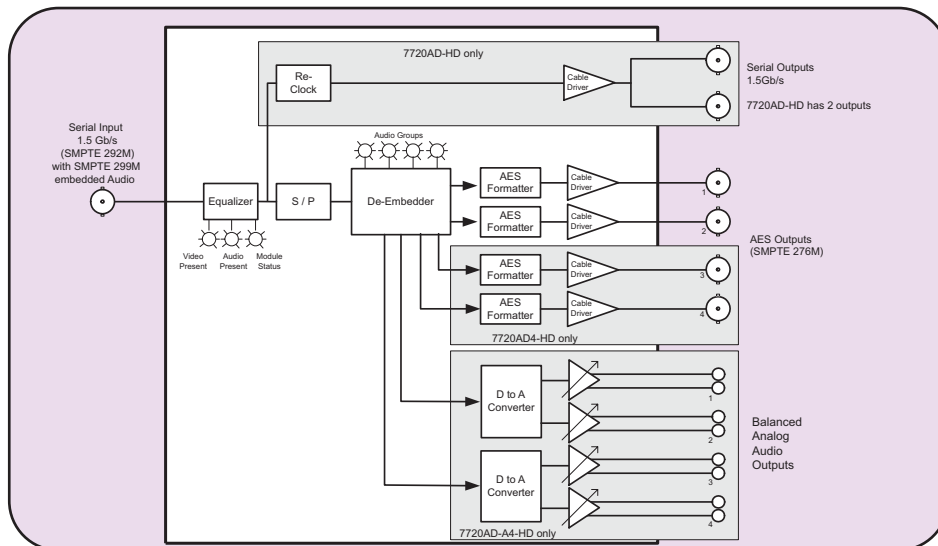 7720AD-HD only
Re-
Clock
Cable
Driver
Serial Outputs
1.5Gb/s
7720AD-HD has 2 outputs
Serial Input
1.5 Gb/s
(SMPTE 292M)
with SMPTE 299M
embedded Audio
Audio Groups
Equalizer
S / P
De-Embedder
Video
Present
Audio
Present
Module
Status
AES
Formatter
Cable
Driver
1
AES
Formatter
Cable
Driver
2
AES Outputs
(SMPTE 276M)
AES
Formatter
Cable
Driver
3
AES
Formatter
Cable
Driver
4
7720AD4-HD only
D to A
Converter
1
2
Balanced
Analog
Audio
Outputs
D to A
Converter
3
4
7720AD-A4-HD only